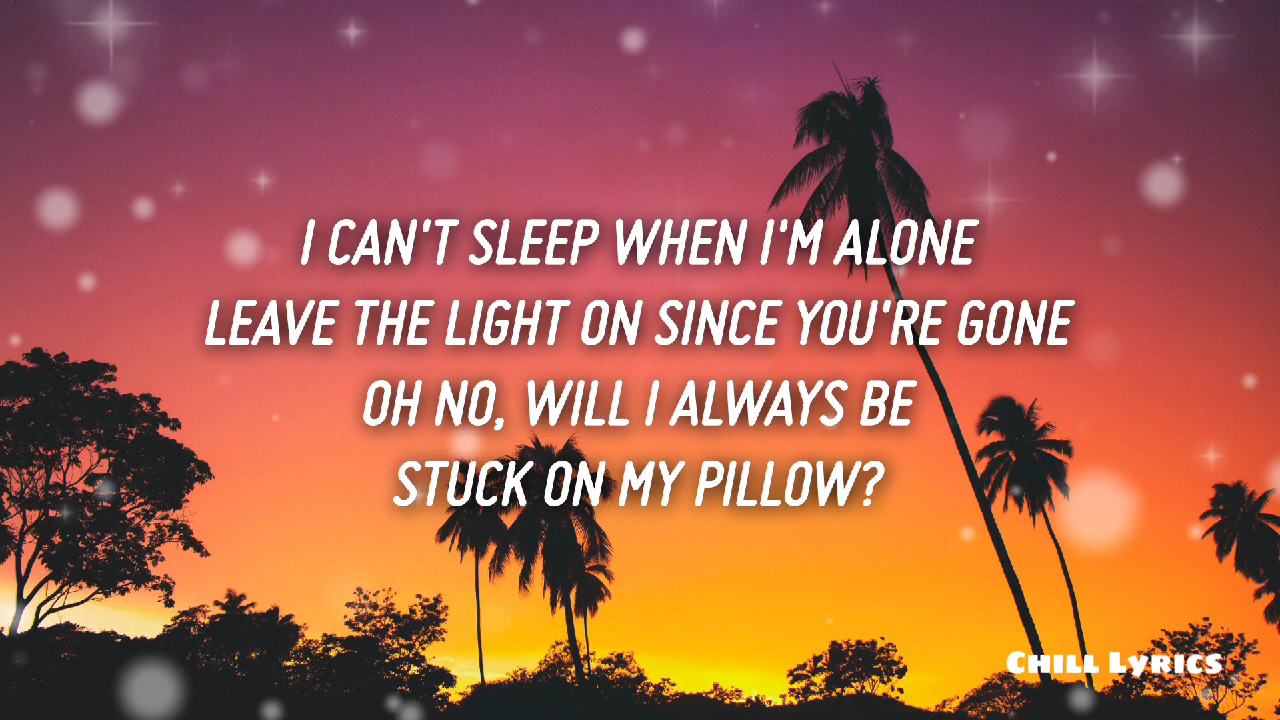 I CAN'T SLEEP WHEN I'M ALONE
LEAVE THE LIGHT ON SINCE YOU'RE GONE
OH NO, WILL I ALWAYS BE
STUCK ON MY PILLOW?
CHILL LYRICS